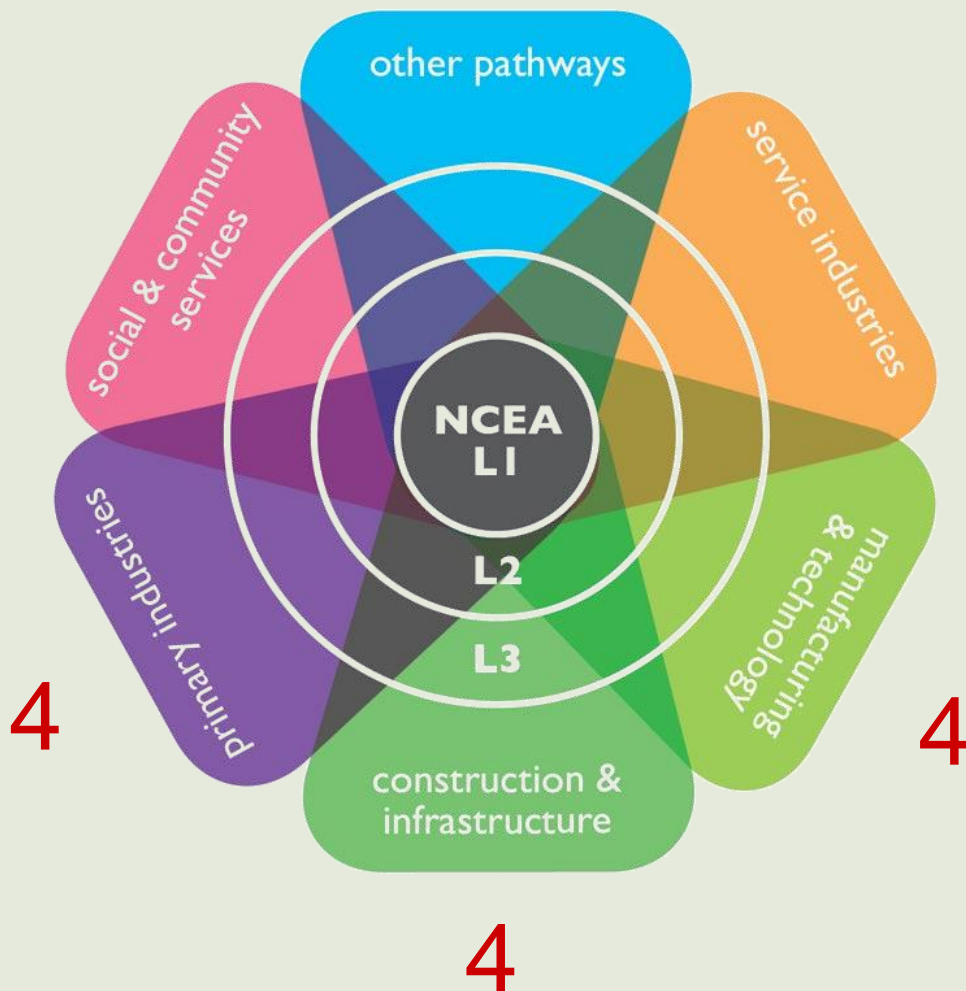 other pathways
service industries
social & community
services
NCEA
L1
L2
L3
primary industries
manufacturing
& technology
construction &
infrastructure
4
4
4